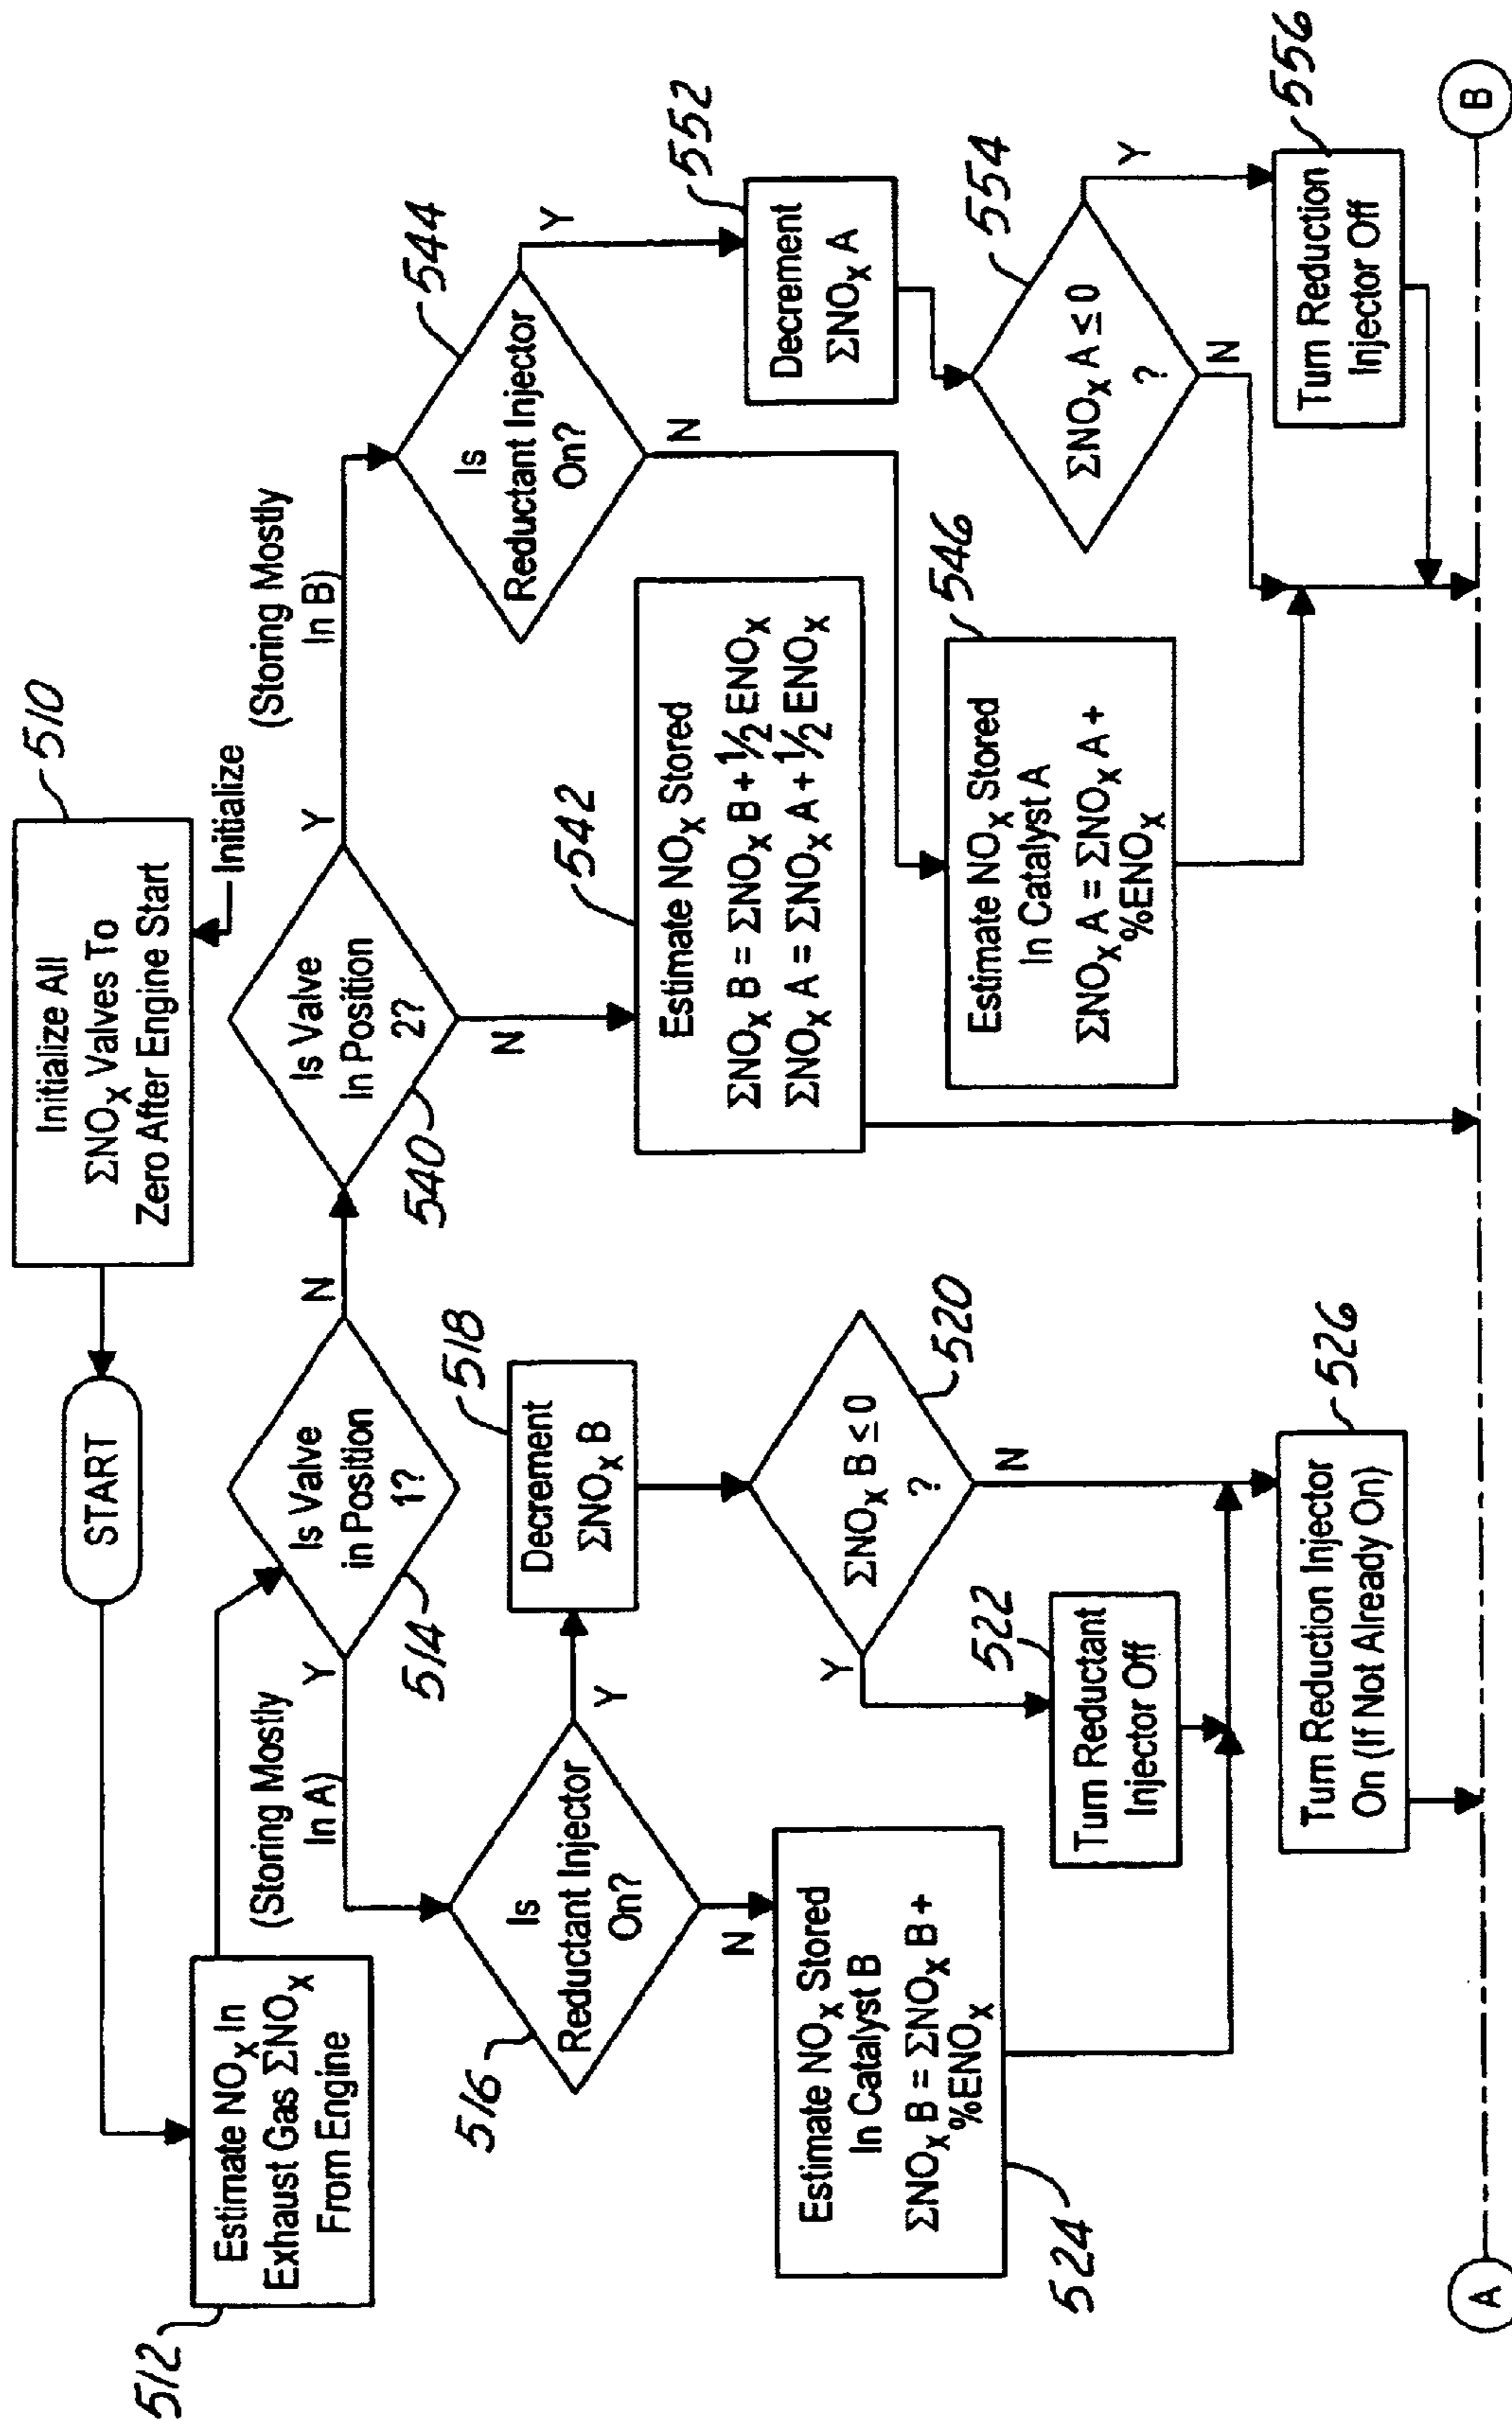 510
Initialize All
ΣNOx Valves To
Zero After Engine Start
Initialize
START
512
Estimate NOx In
Exhaust Gas ΣNOx
From Engine
514
Is Valve
in Position
1?
Y
N
(Storing Mostly
In A)
540
Is Valve
In Position
2?
Y
N
(Storing Mostly
In B)
516
Is
Reductant Injector
On?
Y
N
518
Decrement
ΣNOx B
520
ΣNOx B ≤ 0
?
Y
N
522
Turn Reductant
Injector Off
524
Estimate NOx Stored
In Catalyst B
ΣNOx B = ΣNOx B +
%ENOx
526
Turn Reduction Injector
On (If Not Already On)
542
Estimate NOx Stored
ΣNOx B = ΣNOx B + 1/2 ENOx
ΣNOx A = ΣNOx A + 1/2 ENOx
544
Is
Reductant Injector
On?
Y
N
546
Estimate NOx Stored
In Catalyst A
ΣNOx A = ΣNOx A +
%ENOx
552
Decrement
ΣNOx A
554
ΣNOx A ≤ 0
?
Y
N
556
Turn Reduction
Injector Off
A
B